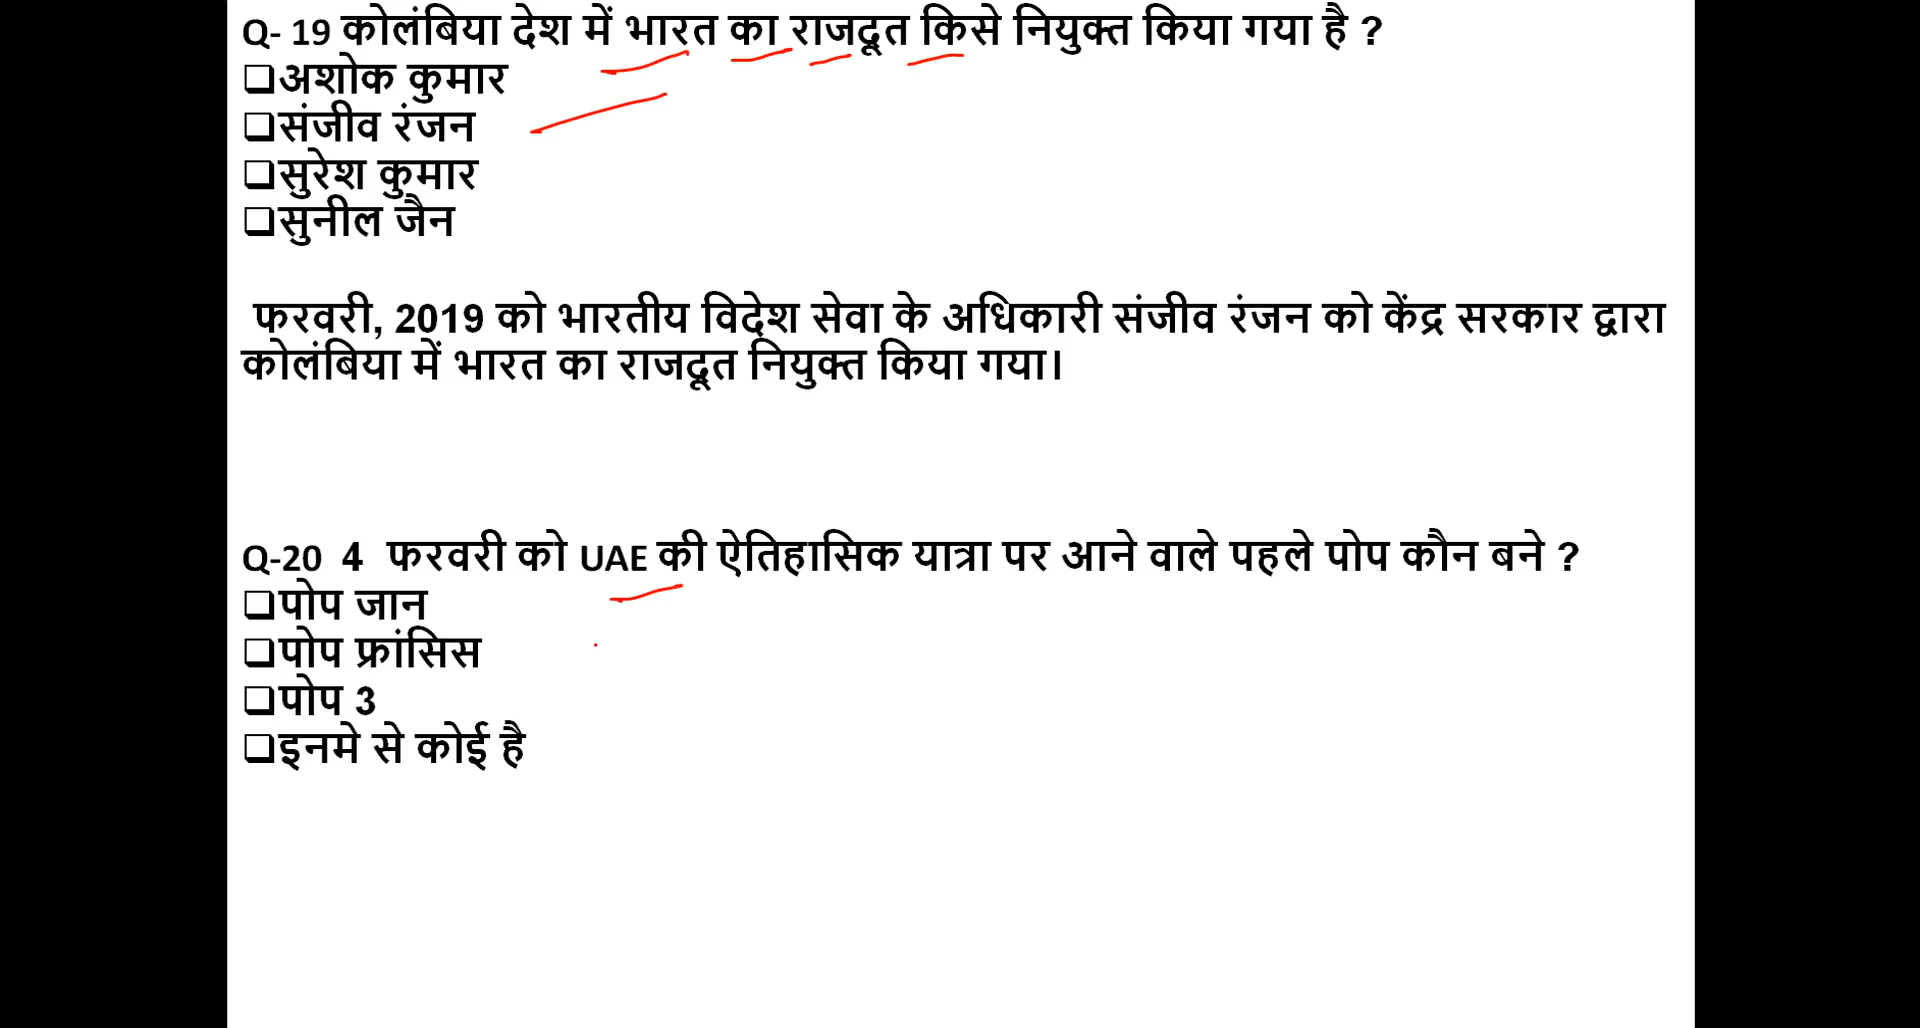 Q- 19 कोलंबिया देश में भारत का राजदूत किसे नियुक्त किया गया है ?
❑अशोक कुमार
❑संजीव रंजन
❑सुरेश कुमार
❑सुनील जैन
फरवरी, 2019 को भारतीय विदेश सेवा के अधिकारी संजीव रंजन को केंद्र सरकार द्वारा
कोलंबिया में भारत का राजदूत नियुक्त किया गया।
Q-20 4 फरवरी को UAE की ऐतिहासिक यात्रा पर आने वाले पहले पोप कौन बने ?
❑पोप जान
❑पोप फ्रांसिस
❑पोप 3
❑इनमे से कोई है